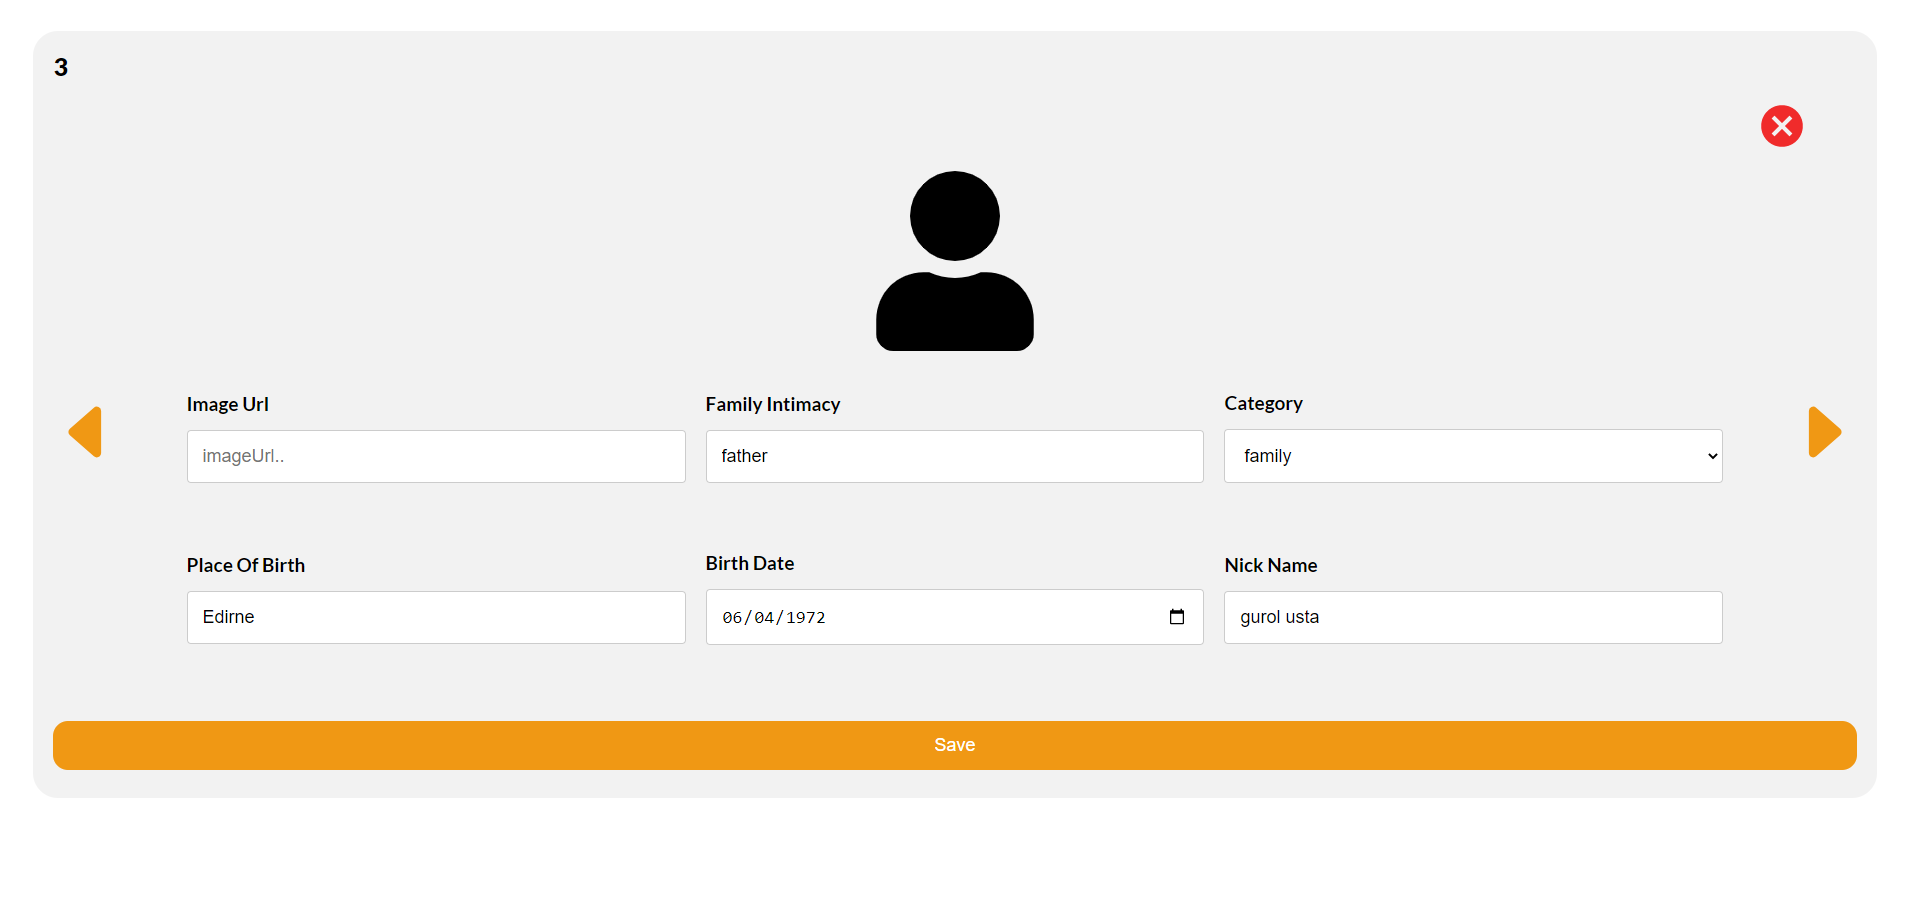 3
Image Url
Family Intimacy
Category
imageUrl..
father
family
Place Of Birth
Birth Date
Nick Name
Edirne
06/04/1972
gurol usta
Save